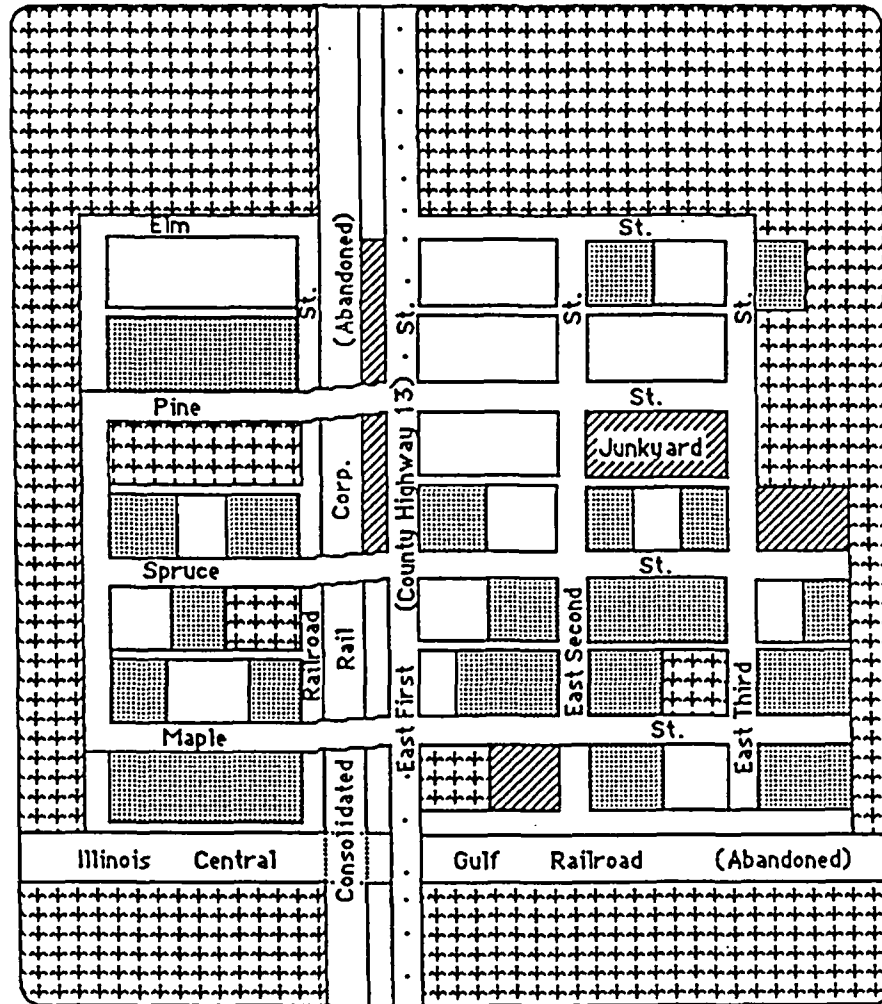 Elm
St.
St.
(Abandoned)
St.
St.
St.
Pine
St.
Junkyard
Corp.
(County Highway 13)
Spruce
St.
Railroad
Rail
East First
East Second
East Third
Maple
St.
Consolidated
Illinois Central
Gulf Railroad (Abandoned)